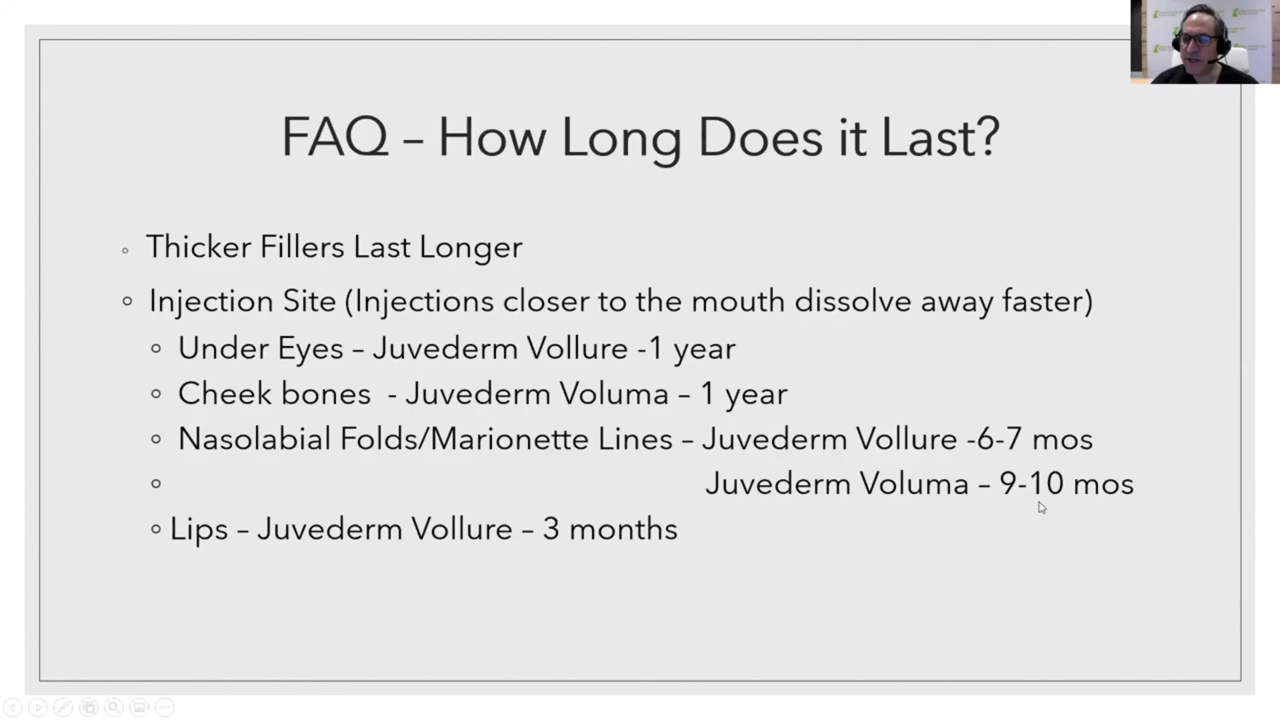 FAQ – How Long Does it Last?
Thicker Fillers Last Longer
Injection Site (Injections closer to the mouth dissolve away faster)
Under Eyes – Juvederm Vollure -1 year
Cheek bones - Juvederm Voluma – 1 year
Nasolabial Folds/Marionette Lines – Juvederm Vollure -6-7 mos
Juvederm Voluma – 9-10 mos
Lips – Juvederm Vollure – 3 months